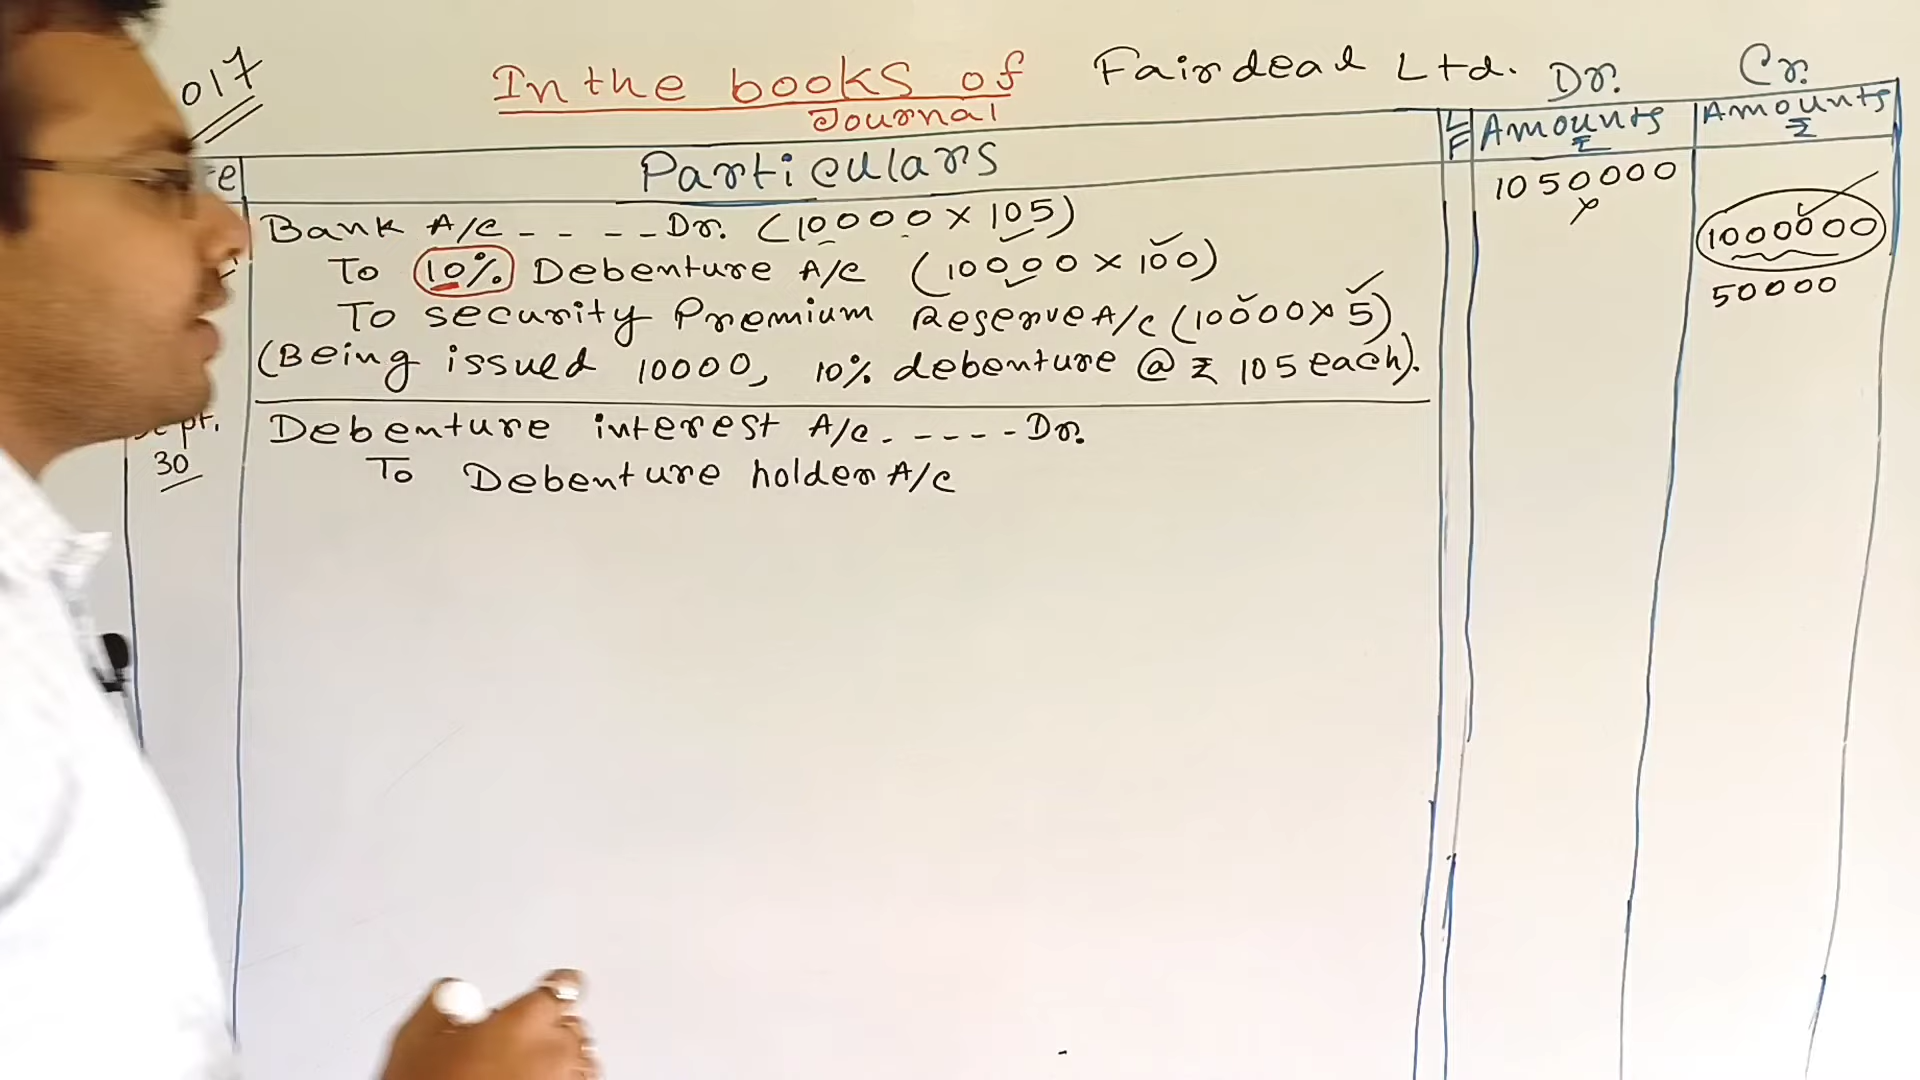 017
In the books of Fairdeal Ltd.
Journal
Particulars
LF
Dr.
Amounts
₹
Cr.
Amounts
₹
Bank A/c - - - - Dr. (10000 × 105) 1050000
To 10% Debenture A/c (10000 × 100) 1000000
To security Premium Reserve A/c (10000 × 5) 50000
(Being issued 10000, 10% debenture @ ₹ 105 each).
30
Debenture interest A/c. - - - - Dr.
To Debenture holder A/c